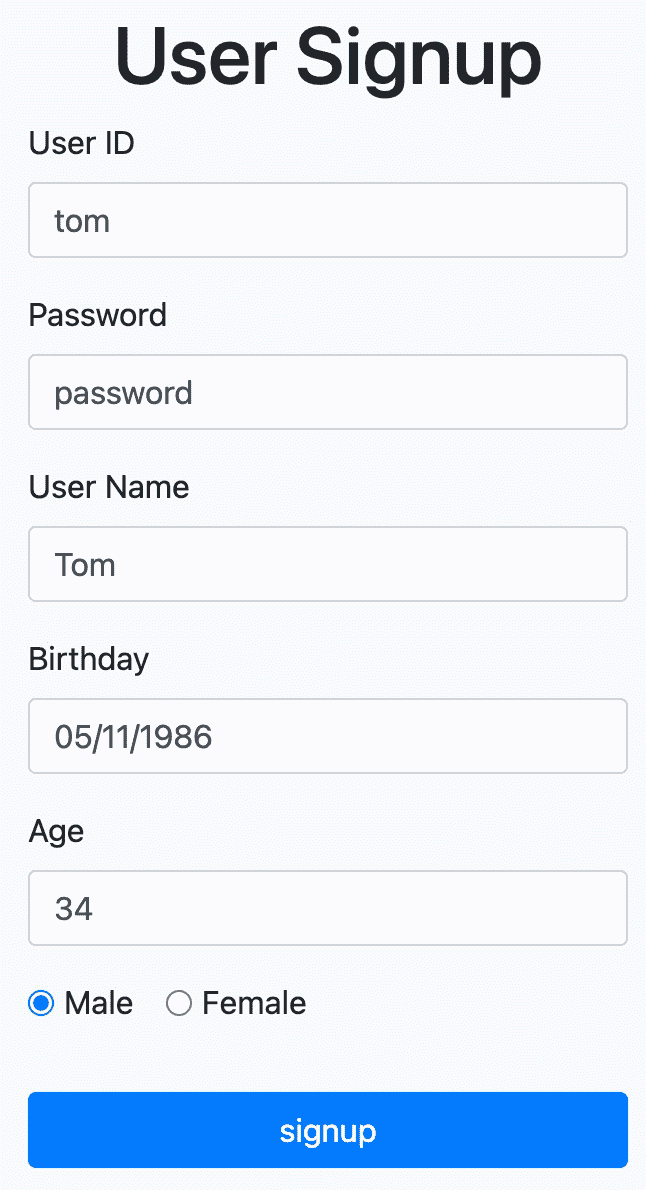 User Signup
User ID
tom
Password
password
User Name
Tom
Birthday
05/11/1986
Age
34
Male Female
signup